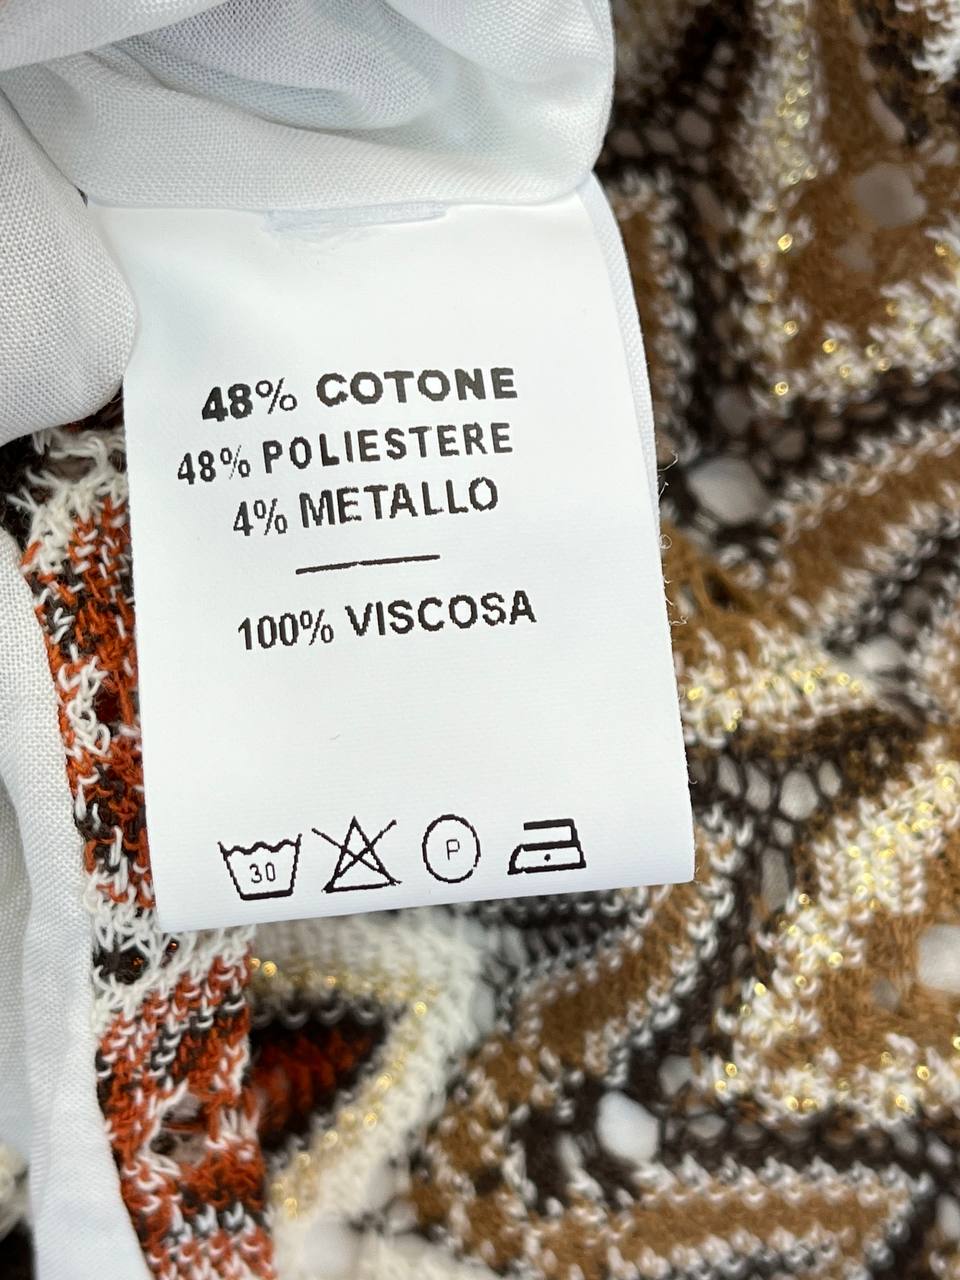 48% COTONE
48% POLIESTERE
4% METALLO
100% VISCOSA
30 P